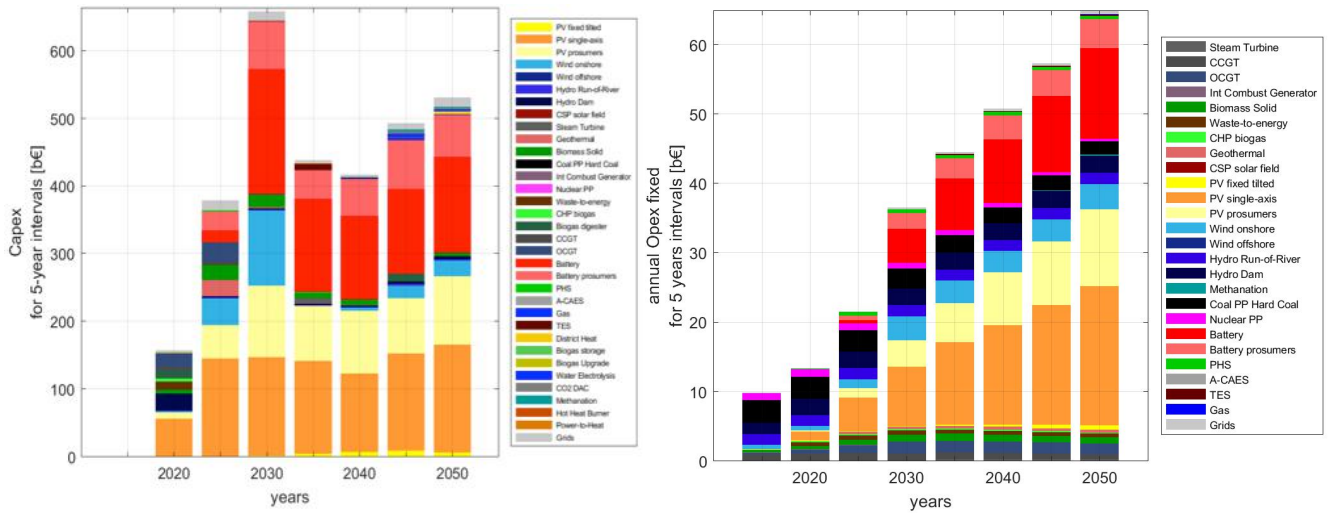 Capex
for 5-year intervals [b€]
600
500
400
300
200
100
0
2020
2030
2040
2050
years
PV fixed tilted
PV single-axis
PV prosumers
Wind onshore
Wind offshore
Hydro Run-of-River
Hydro Dam
CSP solar field
Steam Turbine
Geothermal
Biomass Solid
Coal PP Hard Coal
Int Combust Generator
Nuclear PP
Waste-to-energy
CHP biogas
Biogas digester
CCGT
OCGT
Battery
Battery prosumers
PHS
A-CAES
Gas
TES
District Heat
Biogas storage
Biogas Upgrade
Water Electrolysis
CO2 DAC
Methanation
Hot Heat Burner
Power-to-Heat
Grids
annual Opex fixed
for 5 years intervals [b€]
60
50
40
30
20
10
0
2020
2030
2040
2050
years
Steam Turbine
CCGT
OCGT
Int Combust Generator
Biomass Solid
Waste-to-energy
CHP biogas
Geothermal
CSP solar field
PV fixed tilted
PV single-axis
PV prosumers
Wind onshore
Wind offshore
Hydro Run-of-River
Hydro Dam
Methanation
Coal PP Hard Coal
Nuclear PP
Battery
Battery prosumers
PHS
A-CAES
TES
Gas
Grids